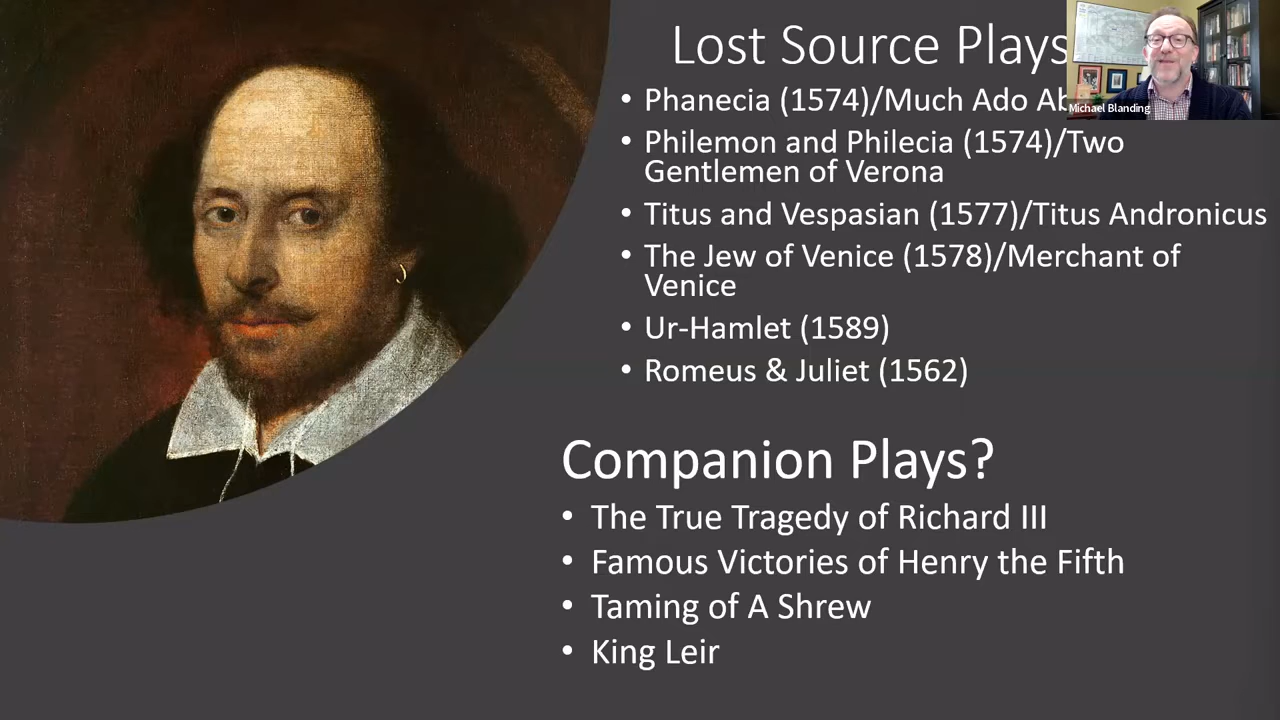 Lost Source Plays
• Phanecia (1574)/Much Ado
Michael Blanding
• Philemon and Philecia (1574)/Two
Gentlemen of Verona
• Titus and Vespasian (1577)/Titus Andronicus
• The Jew of Venice (1578)/Merchant of
Venice
• Ur-Hamlet (1589)
• Romeus & Juliet (1562)
Companion Plays?
• The True Tragedy of Richard III
• Famous Victories of Henry the Fifth
• Taming of A Shrew
• King Leir